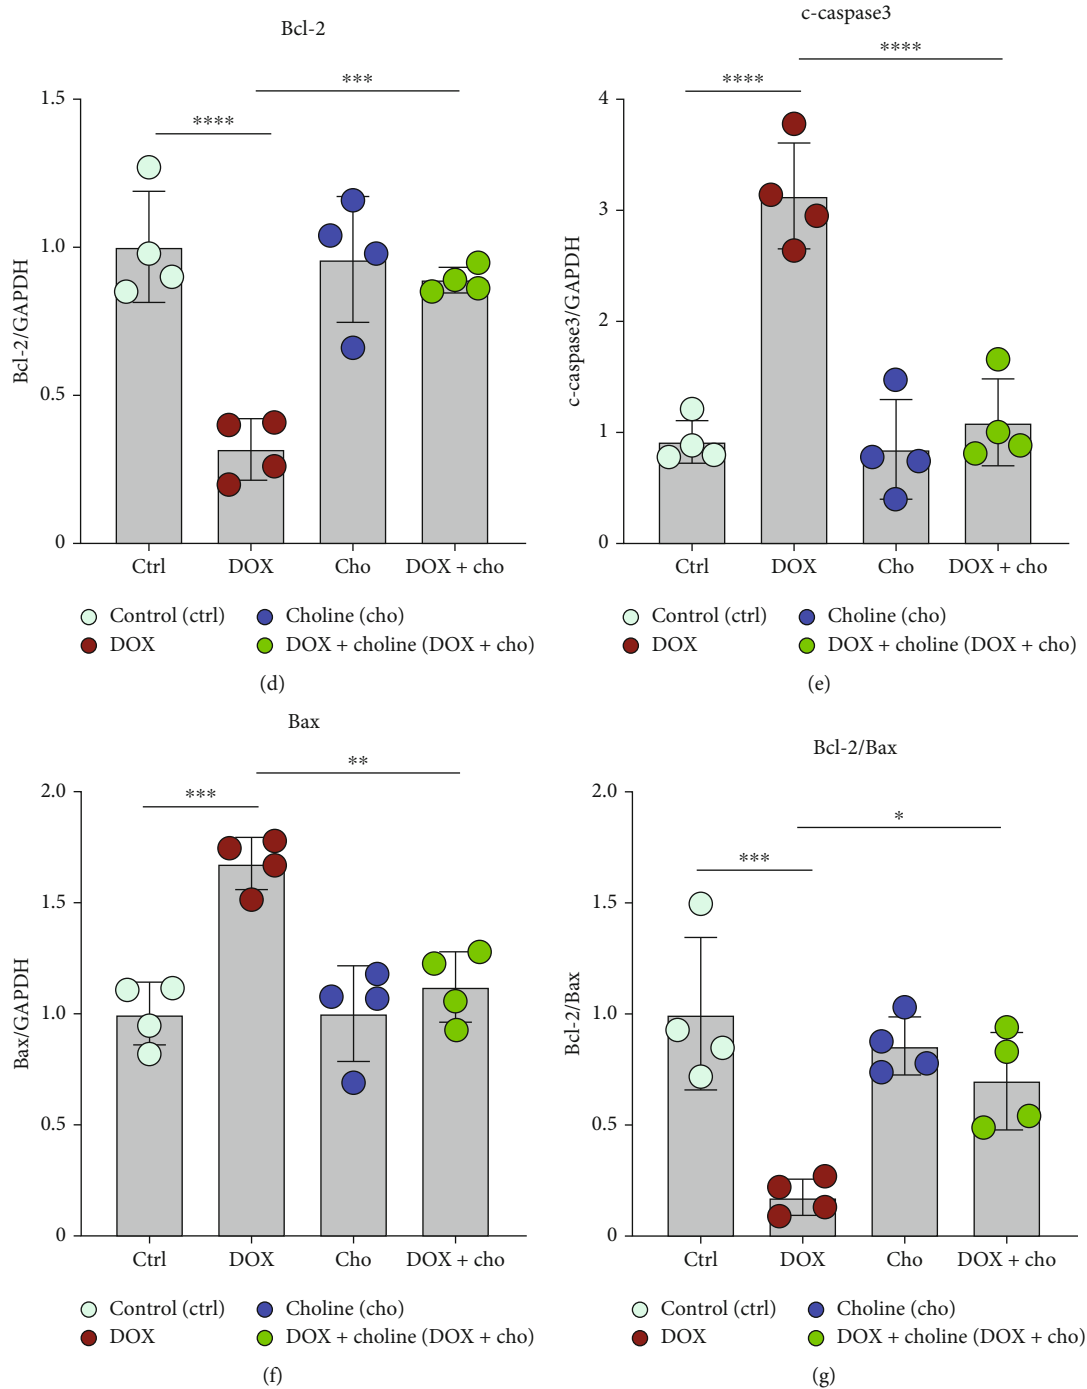 Bcl-2
***
****
1.5
1.0
0.5
0
Bcl-2/GAPDH
Ctrl DOX Cho DOX + cho
Control (ctrl) Choline (cho)
DOX DOX + choline (DOX + cho)
(d)
c-caspase3
****
****
4
3
2
1
0
c-caspase3/GAPDH
Ctrl DOX Cho DOX + cho
Control (ctrl) Choline (cho)
DOX DOX + choline (DOX + cho)
(e)
Bax
**
***
2.0
1.5
1.0
0.5
0
Bax/GAPDH
Ctrl DOX Cho DOX + cho
Control (ctrl) Choline (cho)
DOX DOX + choline (DOX + cho)
(f)
Bcl-2/Bax
*
***
2.0
1.5
1.0
0.5
0
Bcl-2/Bax
Ctrl DOX Cho DOX + cho
Control (ctrl) Choline (cho)
DOX DOX + choline (DOX + cho)
(g)